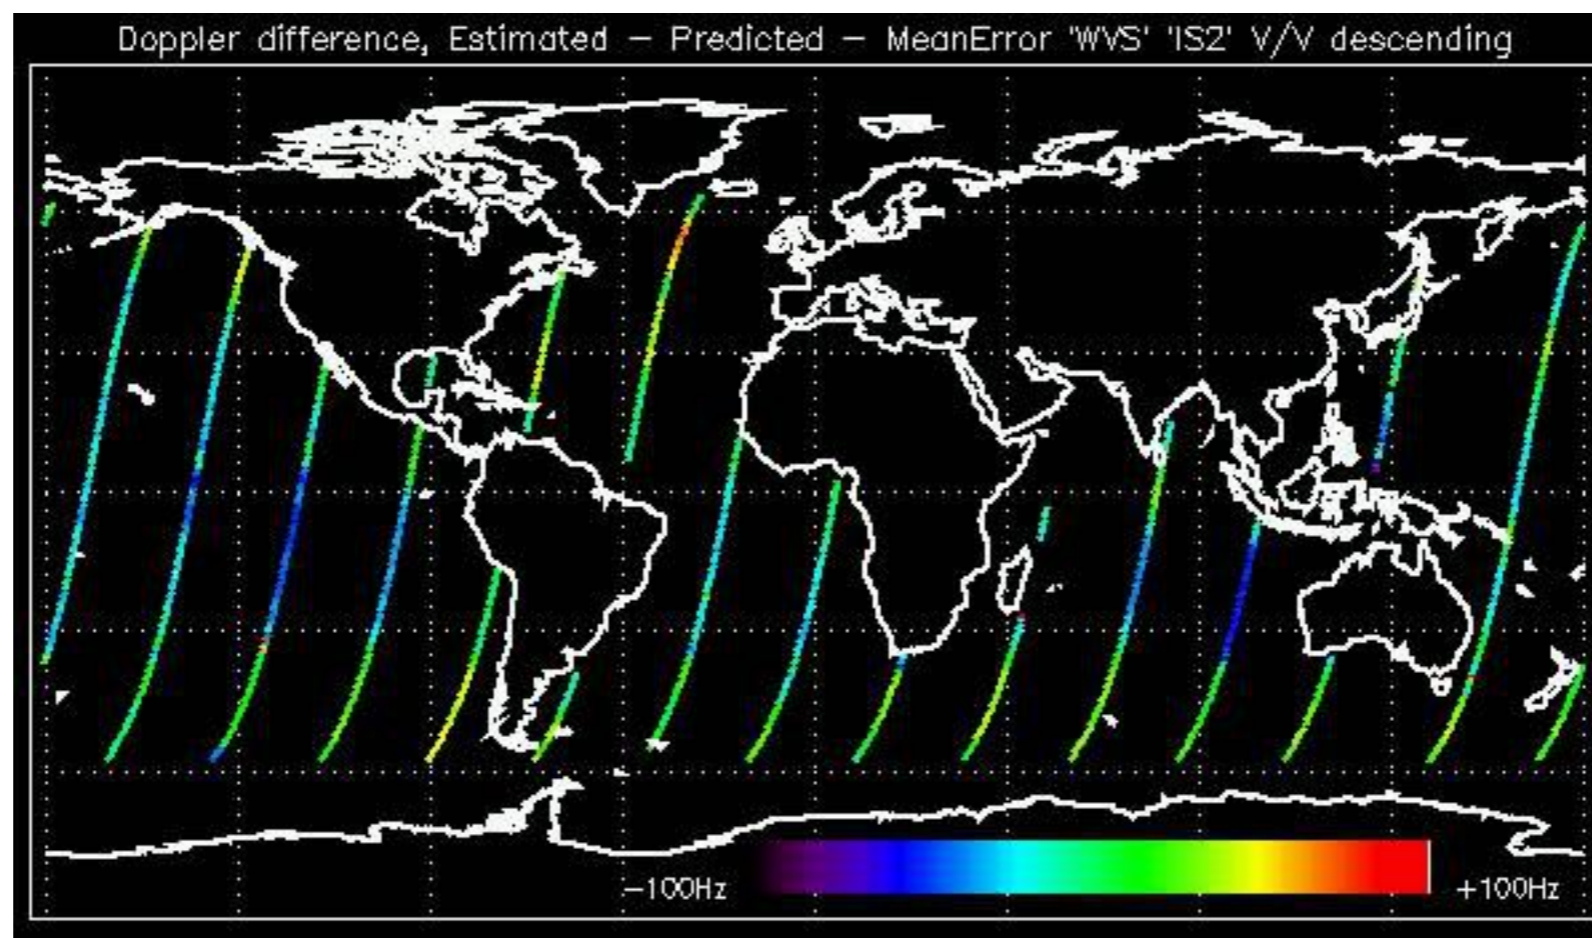 Doppler difference, Estimated - Predicted - MeanError 'WVS' 'IS2' V/V descending
-100Hz +100Hz